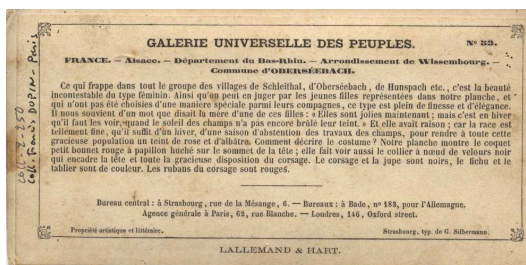 GALERIE UNIVERSELLE DES PEUPLES.
No 33.
FRANCE. — Alsace. — Département du Bas-Rhin. — Arrondissement de Wissembourg. —
Commune d'OBERSÉEBACH.
Ce qui frappe dans tout le groupe des villages de Schleithal, d'Oberséebach, de Hunspach etc., c'est la beauté
incontestable du type féminin. Ainsi qu'on peut en juger par les jeunes filles représentées dans notre planche, et
qui n'ont pas été choisies d'une manière spéciale parmi leurs compagnes, ce type est plein de finesse et d'élégance.
Il nous souvient d'un mot que disait la mère d'une de ces filles : « Elles sont jolies maintenant ; mais c'est en hiver
qu'il faut les voir, quand le soleil des champs n'a pas encore brûlé leur teint. » Et elle avait raison ; car la race est
tellement fine, qu'il suffit d'un hiver, d'une saison d'abstention des travaux des champs, pour rendre à toute cette
gracieuse population un teint de rose et d'albâtre. Comment décrire le costume ? Notre planche montre le coquet
petit bonnet rouge à papillon huché sur le sommet de la tête ; elle fait voir aussi le collier à nœud de velours noir
qui encadre la tête et toute la gracieuse disposition du corsage. Le corsage et la jupe sont noirs, le fichu et le
tablier sont de couleur. Les rubans du corsage sont rouges.
Bureau central : à Strasbourg, rue de la Mésange, 6. — Bureaux : à Bade, no 183, pour l'Allemagne.
Agence générale à Paris, 62, rue Blanche. — Londres, 146, Oxford street.
Propriété artistique et littéraire.
Strasbourg, typ. de G. Silbermann.
LALLEMAND & HART.
Coll. Francis DUPIN - Paris